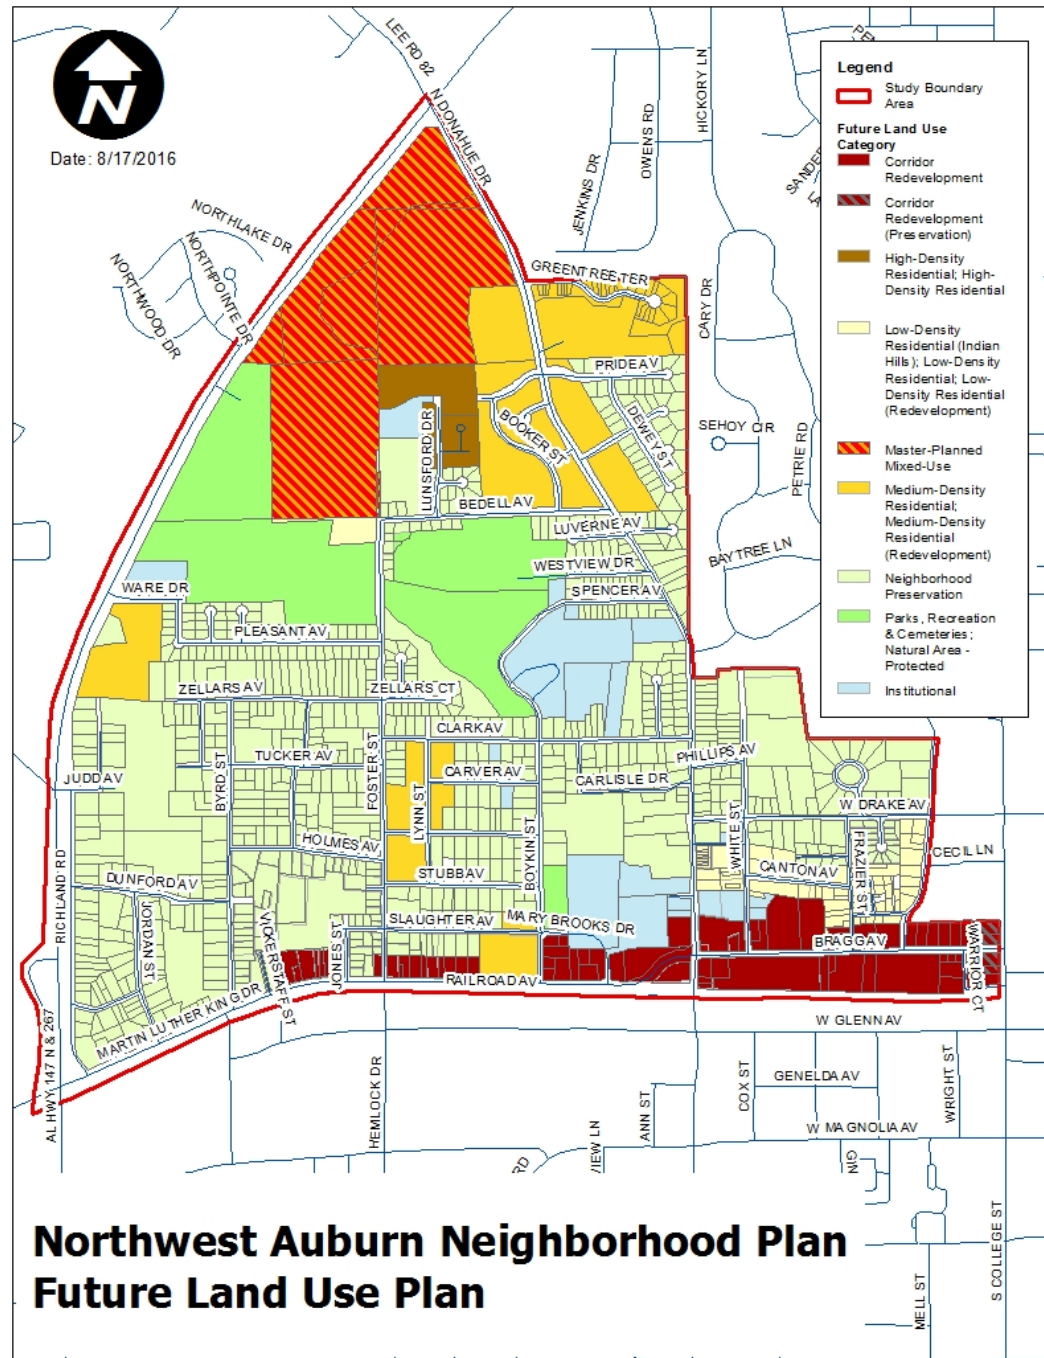 N
Date: 8/17/2016
Legend
Study Boundary
Area
Future Land Use
Category
Corridor
Redevelopment
Corridor
Redevelopment
(Preservation)
High-Density
Residential; High-
Density Residential
Low-Density
Residential (Indian
Hills); Low-Density
Residential; Low-
Density Residential
(Redevelopment)
Master-Planned
Mixed-Use
Medium-Density
Residential;
Medium-Density
Residential
(Redevelopment)
Neighborhood
Preservation
Parks, Recreation
& Cemeteries;
Natural Area -
Protected
Institutional
LEE RD 82
N DONAHUE DR
HICKORY LN
OWENS RD
JENKINS DR
NORTHLAKE DR
NORTHPOINTE DR
NORTHWOOD DR
GREENTREE TER
CARY DR
PRIDE AV
DEWEY ST
SEHOY CIR
PETRIE RD
BOOKER ST
LUNSFORD DR
BEDELL AV
LUVERNE AV
BAYTREE LN
WESTVIEW DR
SPENCER AV
WARE DR
PLEASANT AV
ZELLARS AV
ZELLARS CT
CLARK AV
PHILLIPS AV
TUCKER AV
FOSTER ST
CARVER AV
CARLISLE DR
JUDD AV
BYRD ST
LYNN ST
W DRAKE AV
HOLMES AV
BOYKIN ST
WHITE ST
FRAZIER ST
CECIL LN
CANTON AV
STUBB AV
DUNFORD AV
RICHLAND RD
JORDAN ST
VICKERSTAFF ST
JONES ST
SLAUGHTER AV
MARY BROOKS DR
BRAGG AV
WARRIOR CT
RAILROAD AV
MARTIN LUTHER KING DR
AL HWY 147 N & 267
W GLENN AV
HEMLOCK DR
COX ST
GENELDA AV
WRIGHT ST
ANN ST
W MAGNOLIA AV
VIEW LN
RD
GIN
MELL ST
S COLLEGE ST
Northwest Auburn Neighborhood Plan
Future Land Use Plan